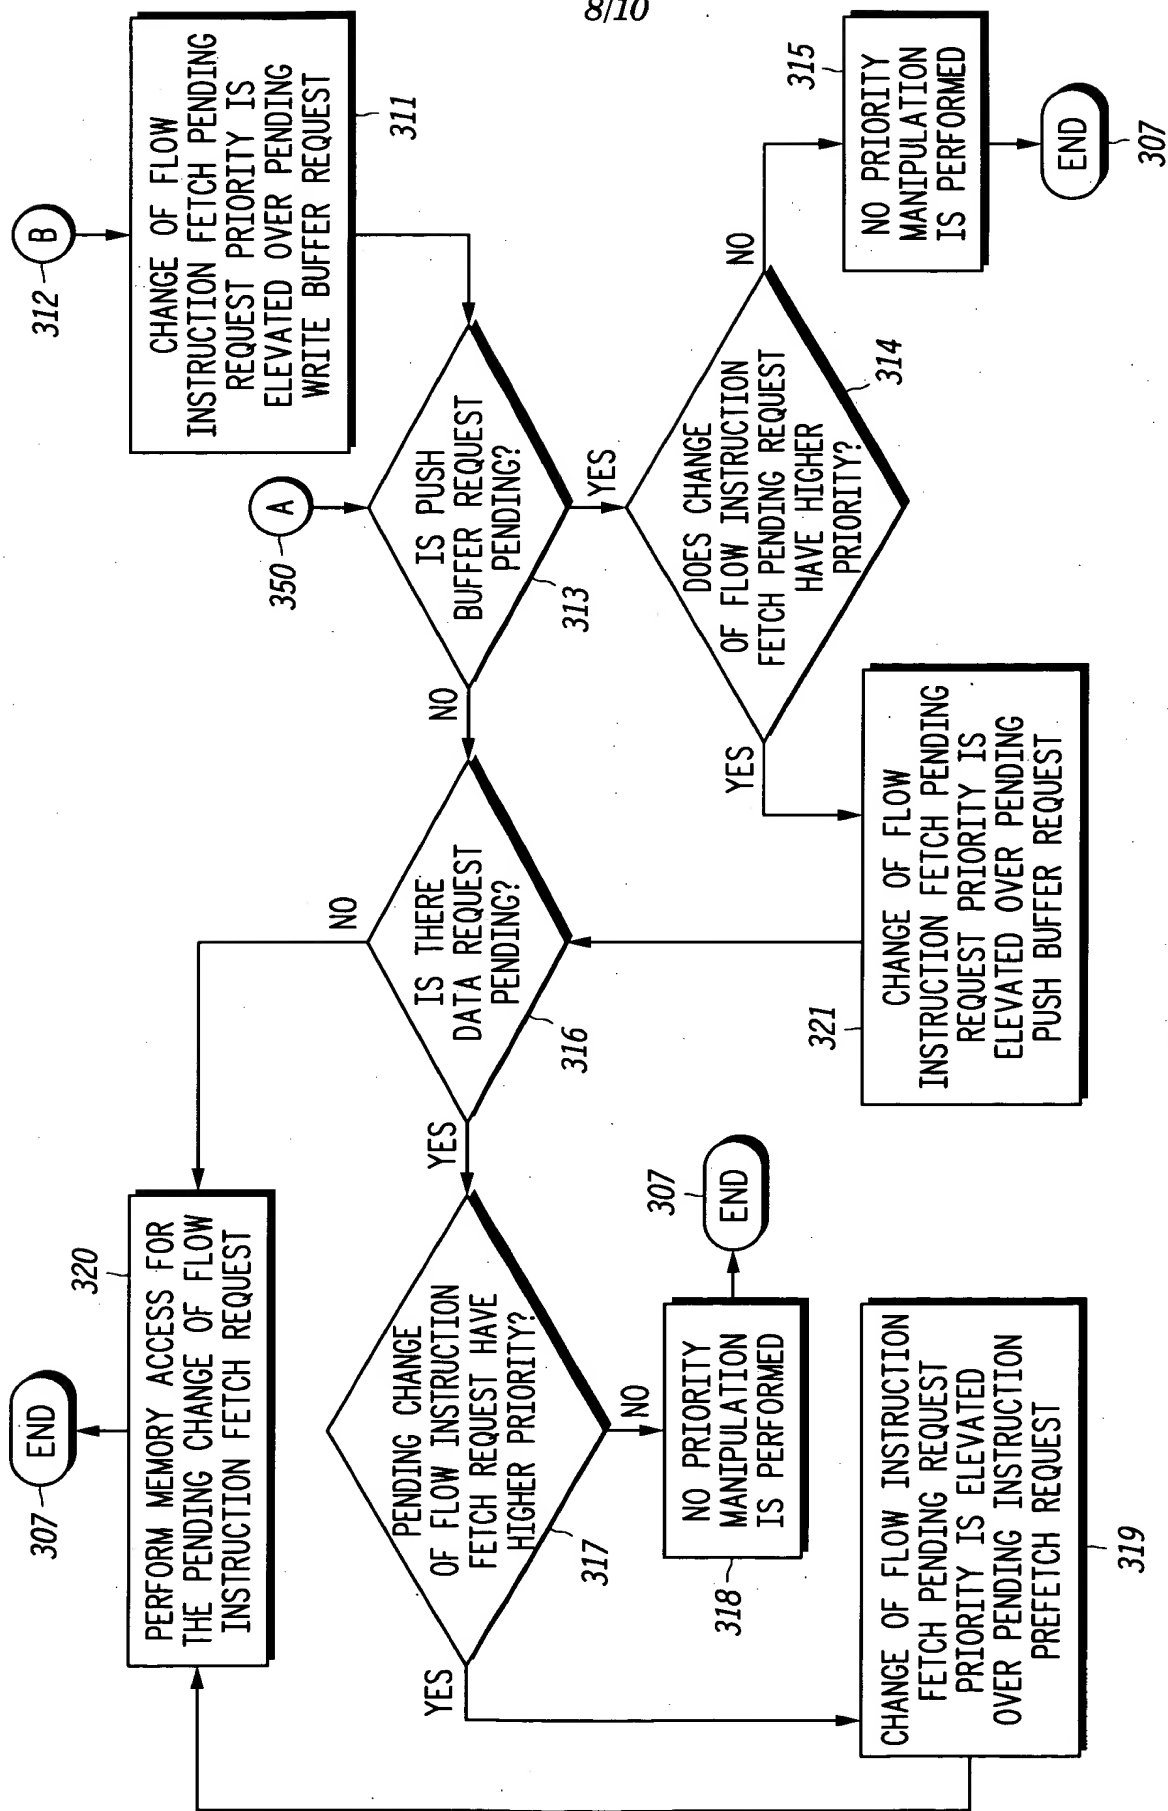 8/10
B
312
CHANGE OF FLOW
INSTRUCTION FETCH PENDING
REQUEST PRIORITY IS
ELEVATED OVER PENDING
WRITE BUFFER REQUEST
311
A
350
IS PUSH
BUFFER REQUEST
PENDING?
313
YES
NO
DOES CHANGE
OF FLOW INSTRUCTION
FETCH PENDING REQUEST
HAVE HIGHER
PRIORITY?
314
NO
315
NO PRIORITY
MANIPULATION
IS PERFORMED
END
307
YES
321
CHANGE OF FLOW
INSTRUCTION FETCH PENDING
REQUEST PRIORITY IS
ELEVATED OVER PENDING
PUSH BUFFER REQUEST
IS THERE
DATA REQUEST
PENDING?
316
NO
YES
320
PERFORM MEMORY ACCESS FOR
THE PENDING CHANGE OF FLOW
INSTRUCTION FETCH REQUEST
END
307
PENDING CHANGE
OF FLOW INSTRUCTION
FETCH REQUEST HAVE
HIGHER PRIORITY?
317
NO
NO PRIORITY
MANIPULATION
IS PERFORMED
318
END
307
YES
CHANGE OF FLOW INSTRUCTION
FETCH PENDING REQUEST
PRIORITY IS ELEVATED
OVER PENDING INSTRUCTION
PREFETCH REQUEST
319